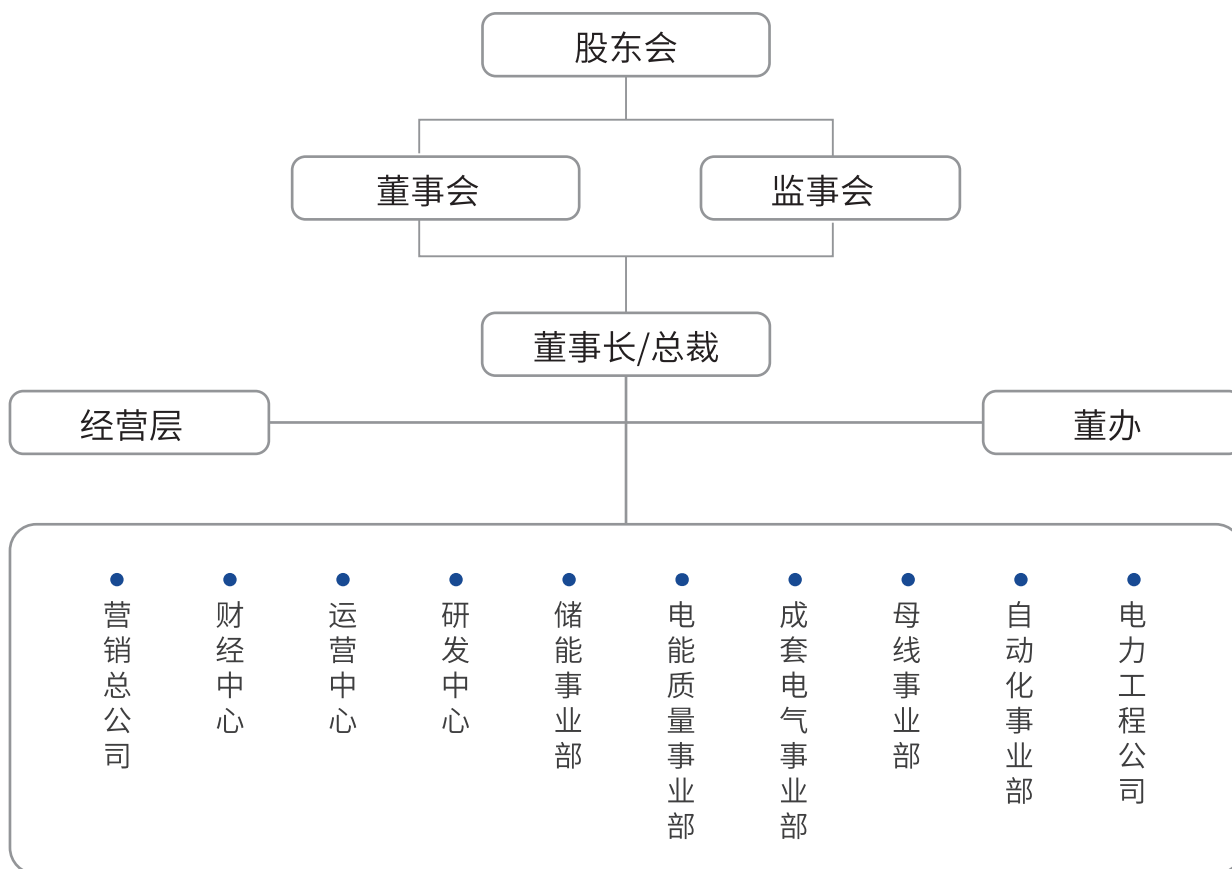 股东会
董事会
监事会
董事长/总裁
经营层
董办
营销总公司
财经中心
运营中心
研发中心
储能事业部
电能质量事业部
成套电气事业部
母线事业部
自动化事业部
电力工程公司